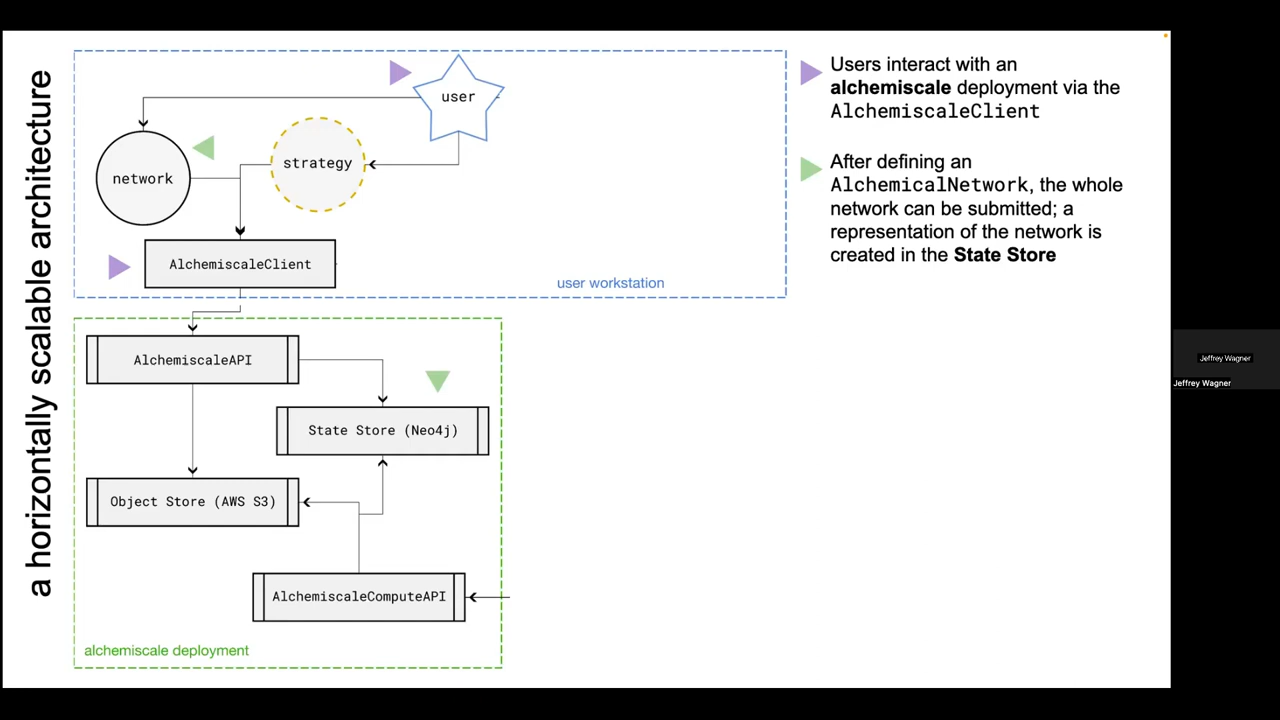 a horizontally scalable architecture
user
strategy
network
AlchemiscaleClient
user workstation
AlchemiscaleAPI
State Store (Neo4j)
Object Store (AWS S3)
AlchemiscaleComputeAPI
alchemiscale deployment
Users interact with an
alchemiscale deployment via the
AlchemiscaleClient
After defining an
AlchemicalNetwork, the whole
network can be submitted; a
representation of the network is
created in the State Store
Jeffrey Wagner
Jeffrey Wagner